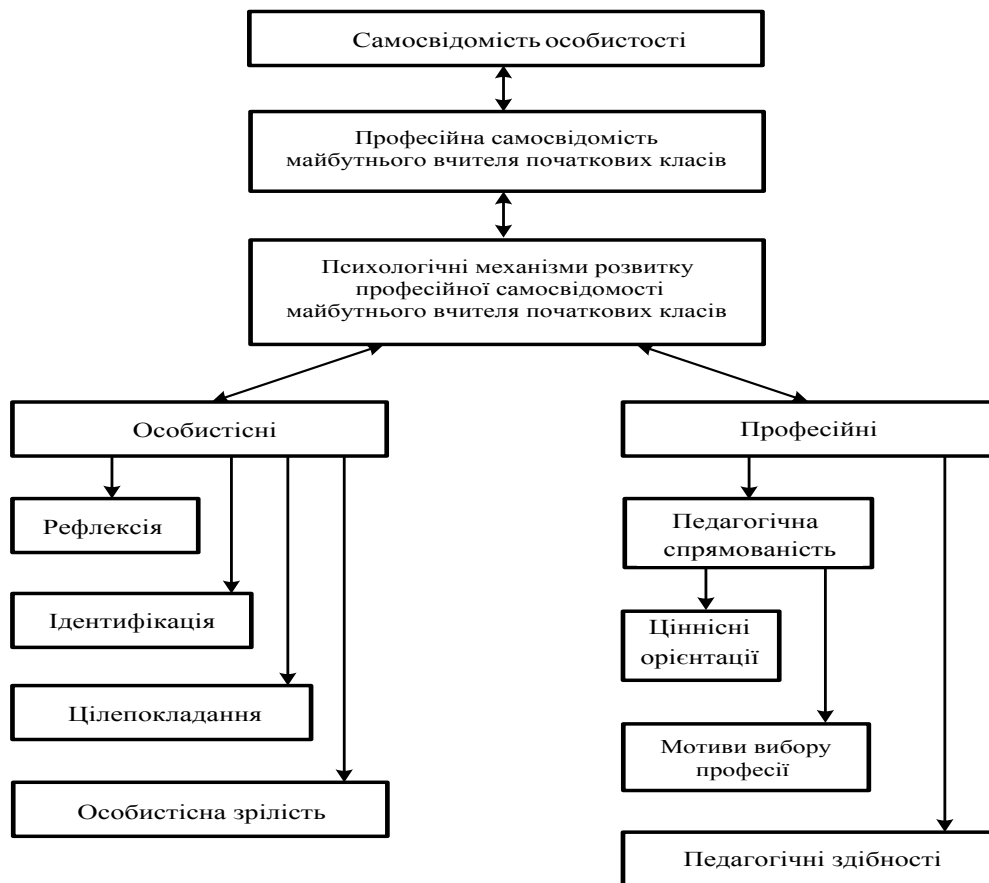 Самосвідомість особистості
Професійна самосвідомість
майбутнього вчителя початкових класів
Психологічні механізми розвитку
професійної самосвідомості
майбутнього вчителя початкових класів
Особистісні
Професійні
Рефлексія
Ідентифікація
Цілепокладання
Особистісна зрілість
Педагогічна
спрямованість
Ціннісні
орієнтації
Мотиви вибору
професії
Педагогічні здібності